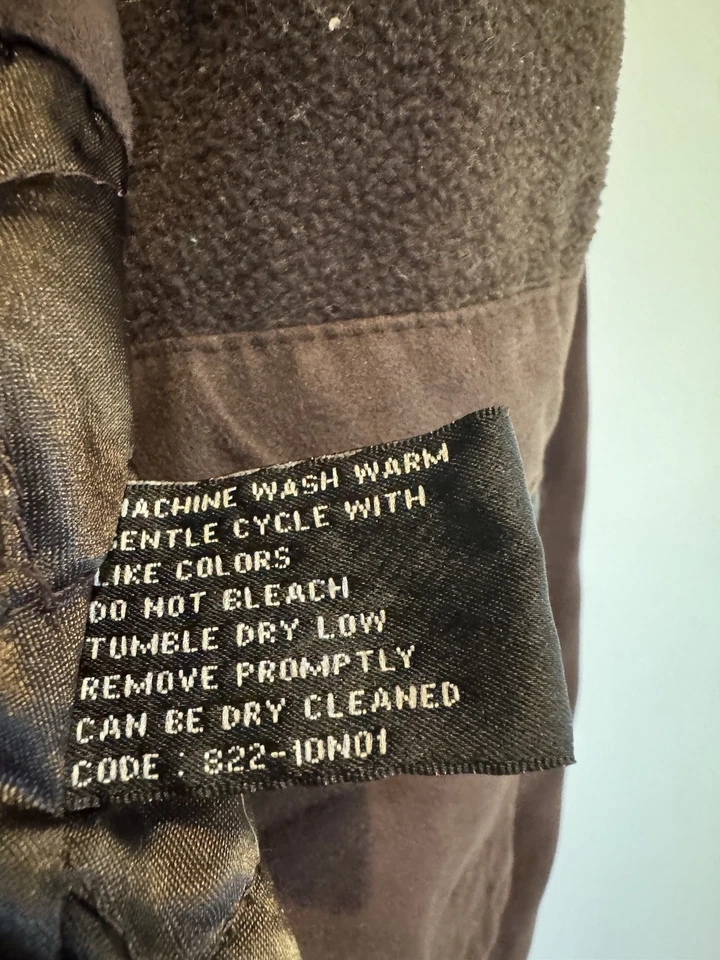 MACHINE WASH WARM
GENTLE CYCLE WITH
LIKE COLORS
DO NOT BLEACH
TUMBLE DRY LOW
REMOVE PROMPTLY
CAN BE DRY CLEANED
CODE : 822-10N01